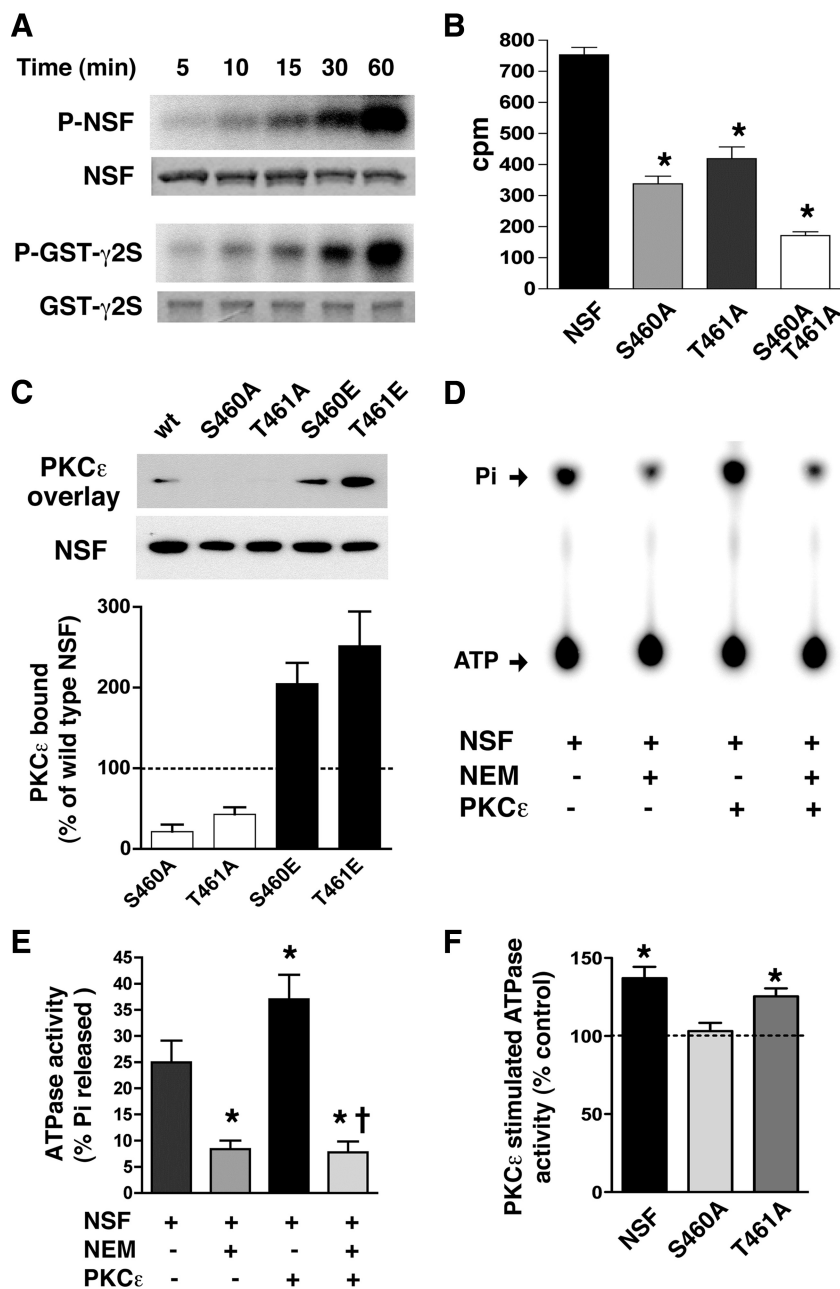 A
Time (min) 5 10 15 30 60
P-NSF
NSF
P-GST-γ2S
GST-γ2S
B
cpm
800
700
600
500
400
300
200
100
0
*
*
*
NSF
S460A
T461A
S460A
T461A
C
wt S460A T461A S460E T461E
PKCε
overlay
NSF
PKCε bound
(% of wild type NSF)
300
200
100
0
S460A
T461A
S460E
T461E
D
Pi
ATP
NSF + + + +
NEM - + - +
PKCε - - + +
E
ATPase activity
(% Pi released)
45
40
35
30
25
20
15
10
5
0
*
*
* †
NSF + + + +
NEM - + - +
PKCε - - + +
F
PKCε stimulated ATPase
activity (% control)
150
100
50
0
*
*
NSF
S460A
T461A